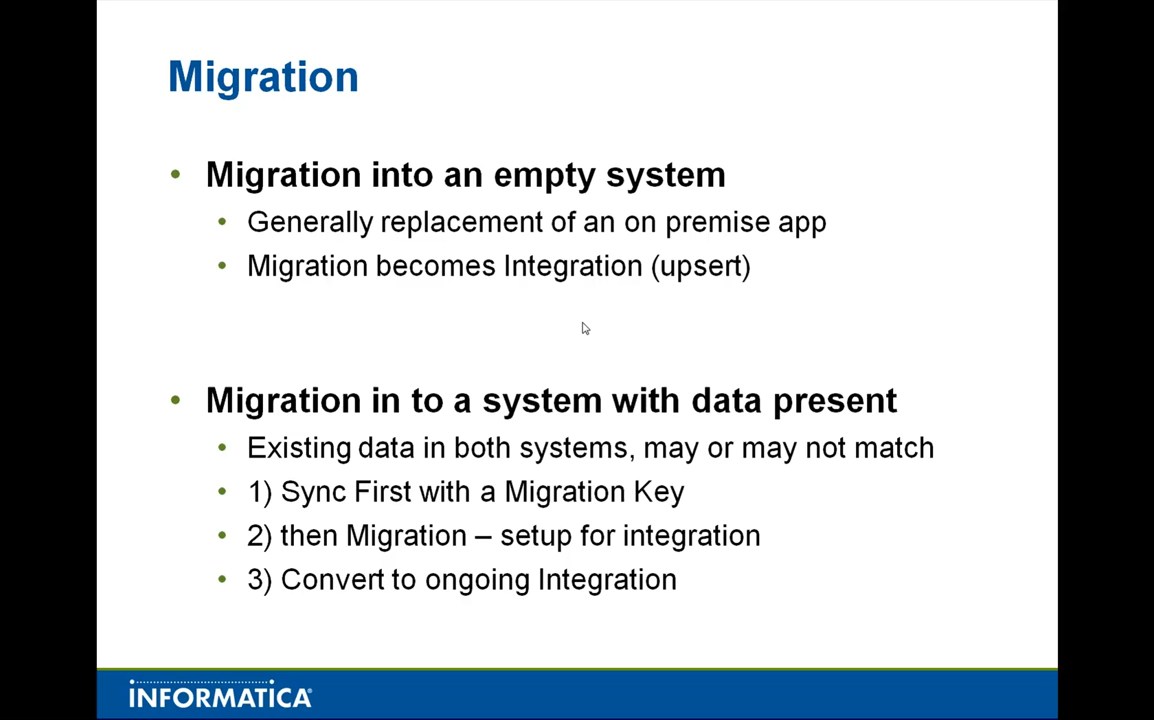 Migration
• Migration into an empty system
• Generally replacement of an on premise app
• Migration becomes Integration (upsert)
• Migration in to a system with data present
• Existing data in both systems, may or may not match
• 1) Sync First with a Migration Key
• 2) then Migration – setup for integration
• 3) Convert to ongoing Integration
INFORMATICA®